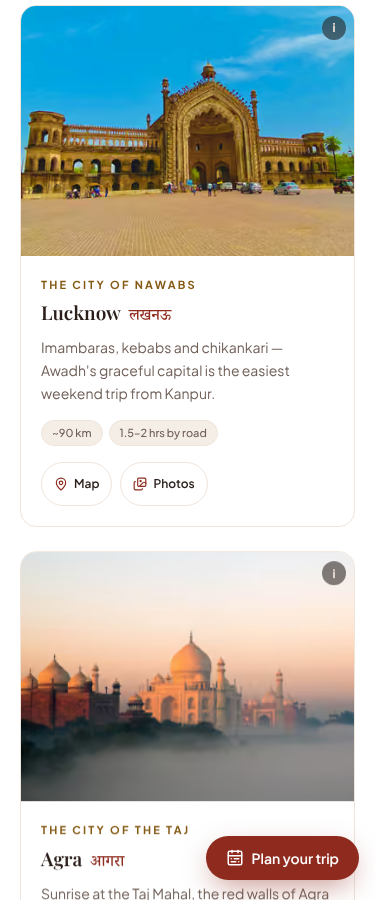 i
THE CITY OF NAWABS
Lucknow लखनऊ
Imambaras, kebabs and chikankari —
Awadh's graceful capital is the easiest
weekend trip from Kanpur.
~90 km
1.5–2 hrs by road
Map
Photos
i
THE CITY OF THE TAJ
Agra आगरा
Plan your trip
Sunrise at the Taj Mahal, the red walls of Agra